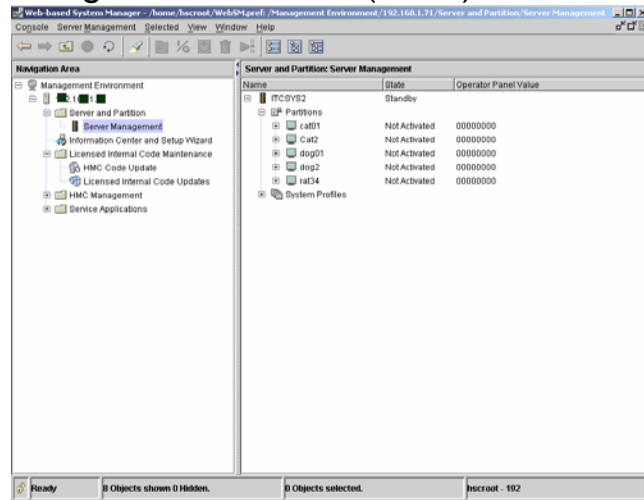 Web-based System Manager - /home/hscroot/WebSM.pref: /Management Environment/192.168.1.71/Server and Partition/Server Management
Console Server Management Selected View Window Help
Navigation Area
Management Environment
Server and Partition
Server Management
Information Center and Setup Wizard
Licensed Internal Code Maintenance
HMC Code Update
Licensed Internal Code Updates
HMC Management
Service Applications
Server and Partition: Server Management
Name State Operator Panel Value
ITCSYS2 Standby
Partitions
cat01 Not Activated 00000000
Cat2 Not Activated 00000000
dog01 Not Activated 00000000
dog2 Not Activated 00000000
rat34 Not Activated 00000000
System Profiles
Ready 8 Objects shown 0 Hidden. 0 Objects selected. hscroot - 192